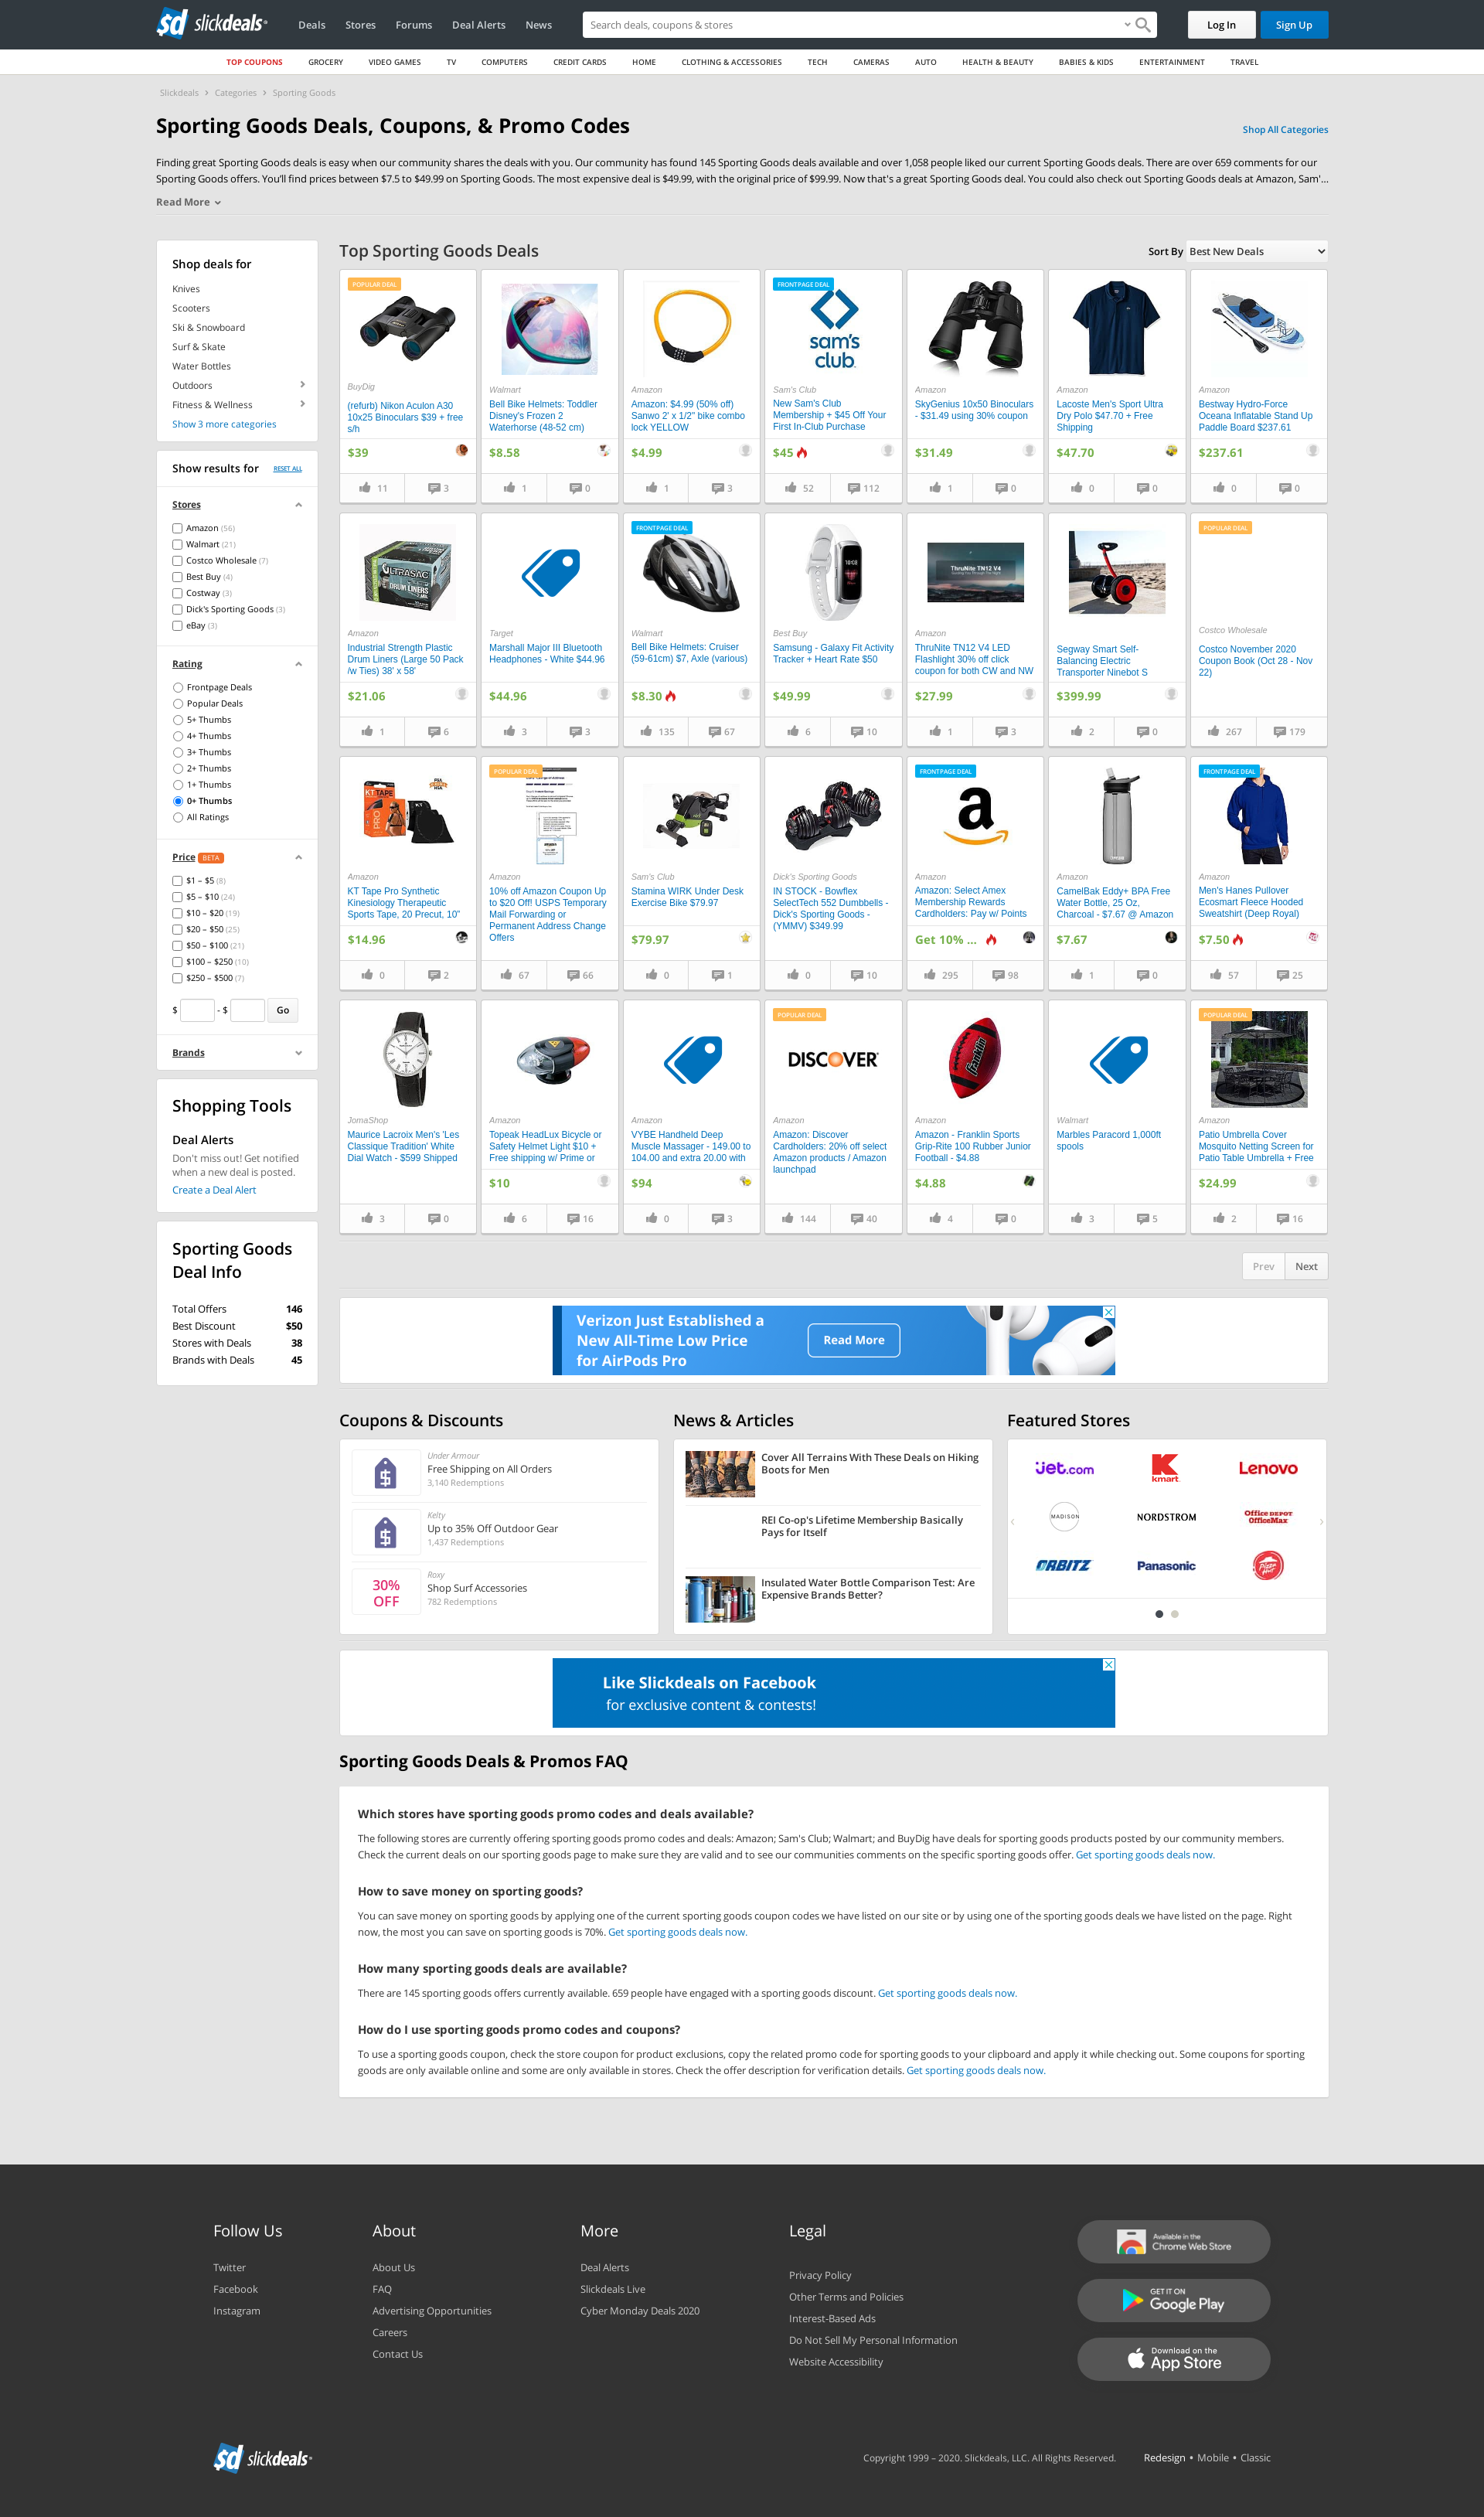 sd slickdeals
Deals
Stores
Forums
Deal Alerts
News
Search deals, coupons & stores
Log In
Sign Up
TOP COUPONS
GROCERY
VIDEO GAMES
TV
COMPUTERS
CREDIT CARDS
HOME
CLOTHING & ACCESSORIES
TECH
CAMERAS
AUTO
HEALTH & BEAUTY
BABIES & KIDS
ENTERTAINMENT
TRAVEL
Slickdeals › Categories › Sporting Goods
Sporting Goods Deals, Coupons, & Promo Codes
Shop All Categories
Finding great Sporting Goods deals is easy when our community shares the deals with you. Our community has found 145 Sporting Goods deals available and over 1,058 people liked our current Sporting Goods deals. There are over 659 comments for our
Sporting Goods offers. You'll find prices between $7.5 to $49.99 on Sporting Goods. The most expensive deal is $49.99, with the original price of $99.99. Now that's a great Sporting Goods deal. You could also check out Sporting Goods deals at Amazon, Sam'...
Read More
Shop deals for
Knives
Scooters
Ski & Snowboard
Surf & Skate
Water Bottles
Outdoors
Fitness & Wellness
Show 3 more categories
Show results for
RESET ALL
Stores
Amazon (56)
Walmart (21)
Costco Wholesale (7)
Best Buy (4)
Costway (3)
Dick's Sporting Goods (3)
eBay (3)
Rating
Frontpage Deals
Popular Deals
5+ Thumbs
4+ Thumbs
3+ Thumbs
2+ Thumbs
1+ Thumbs
0+ Thumbs
All Ratings
Price BETA
$1 – $5 (8)
$5 – $10 (24)
$10 – $20 (19)
$20 – $50 (25)
$50 – $100 (21)
$100 – $250 (10)
$250 – $500 (7)
$ - $ Go
Brands
Shopping Tools
Deal Alerts
Don't miss out! Get notified
when a new deal is posted.
Create a Deal Alert
Sporting Goods
Deal Info
Total Offers 146
Best Discount $50
Stores with Deals 38
Brands with Deals 45
Top Sporting Goods Deals
Sort By Best New Deals
POPULAR DEAL
BuyDig
(refurb) Nikon Aculon A30
10x25 Binoculars $39 + free
s/h
$39
11 3
Walmart
Bell Bike Helmets: Toddler
Disney's Frozen 2
Waterhorse (48-52 cm)
$8.58
1 0
Amazon
Amazon: $4.99 (50% off)
Sanwo 2' x 1/2" bike combo
lock YELLOW
$4.99
1 3
FRONTPAGE DEAL
sam's
club
Sam's Club
New Sam's Club
Membership + $45 Off Your
First In-Club Purchase
$45
52 112
Amazon
SkyGenius 10x50 Binoculars
- $31.49 using 30% coupon
$31.49
1 0
Amazon
Lacoste Men's Sport Ultra
Dry Polo $47.70 + Free
Shipping
$47.70
0 0
Amazon
Bestway Hydro-Force
Oceana Inflatable Stand Up
Paddle Board $237.61
$237.61
0 0
ULTRASAC
DRUM LINERS
Amazon
Industrial Strength Plastic
Drum Liners (Large 50 Pack
/w Ties) 38' x 58'
$21.06
1 6
Target
Marshall Major III Bluetooth
Headphones - White $44.96
$44.96
3 3
FRONTPAGE DEAL
Walmart
Bell Bike Helmets: Cruiser
(59-61cm) $7, Axle (various)
$8.30
135 67
Best Buy
Samsung - Galaxy Fit Activity
Tracker + Heart Rate $50
$49.99
6 10
ThruNite TN12 V4
Amazon
ThruNite TN12 V4 LED
Flashlight 30% off click
coupon for both CW and NW
$27.99
1 3
Segway Smart Self-
Balancing Electric
Transporter Ninebot S
$399.99
2 0
POPULAR DEAL
Costco Wholesale
Costco November 2020
Coupon Book (Oct 28 - Nov
22)
267 179
KT TAPE
PRO
Amazon
KT Tape Pro Synthetic
Kinesiology Therapeutic
Sports Tape, 20 Precut, 10"
$14.96
0 2
POPULAR DEAL
Amazon
10% off Amazon Coupon Up
to $20 Off! USPS Temporary
Mail Forwarding or
Permanent Address Change
Offers
67 66
Sam's Club
Stamina WIRK Under Desk
Exercise Bike $79.97
$79.97
0 1
Dick's Sporting Goods
IN STOCK - Bowflex
SelectTech 552 Dumbbells -
Dick's Sporting Goods -
(YMMV) $349.99
0 10
FRONTPAGE DEAL
a
Amazon
Amazon: Select Amex
Membership Rewards
Cardholders: Pay w/ Points
Get 10% ...
295 98
Amazon
CamelBak Eddy+ BPA Free
Water Bottle, 25 Oz,
Charcoal - $7.67 @ Amazon
$7.67
1 0
FRONTPAGE DEAL
Amazon
Men's Hanes Pullover
Ecosmart Fleece Hooded
Sweatshirt (Deep Royal)
$7.50
57 25
JomaShop
Maurice Lacroix Men's 'Les
Classique Tradition' White
Dial Watch - $599 Shipped
3 0
Amazon
Topeak HeadLux Bicycle or
Safety Helmet Light $10 +
Free shipping w/ Prime or
$10
6 16
Amazon
VYBE Handheld Deep
Muscle Massager - 149.00 to
104.00 and extra 20.00 with
$94
0 3
POPULAR DEAL
DISCOVER
Amazon
Amazon: Discover
Cardholders: 20% off select
Amazon products / Amazon
launchpad
144 40
Franklin
Amazon
Amazon - Franklin Sports
Grip-Rite 100 Rubber Junior
Football - $4.88
$4.88
4 0
Walmart
Marbles Paracord 1,000ft
spools
3 5
POPULAR DEAL
Amazon
Patio Umbrella Cover
Mosquito Netting Screen for
Patio Table Umbrella + Free
$24.99
2 16
Prev Next
Verizon Just Established a
New All-Time Low Price
for AirPods Pro
Read More
Coupons & Discounts
Under Armour
Free Shipping on All Orders
3,140 Redemptions
Kelty
Up to 35% Off Outdoor Gear
1,437 Redemptions
30%
OFF
Roxy
Shop Surf Accessories
782 Redemptions
News & Articles
Cover All Terrains With These Deals on Hiking
Boots for Men
REI Co-op's Lifetime Membership Basically
Pays for Itself
Insulated Water Bottle Comparison Test: Are
Expensive Brands Better?
Featured Stores
Jet.com
kmart
Lenovo
MADISON
NORDSTROM
Office DEPOT
OfficeMax
ORBITZ
Panasonic
Pizza Hut
Like Slickdeals on Facebook
for exclusive content & contests!
Sporting Goods Deals & Promos FAQ
Which stores have sporting goods promo codes and deals available?
The following stores are currently offering sporting goods promo codes and deals: Amazon; Sam's Club; Walmart; and BuyDig have deals for sporting goods products posted by our community members.
Check the current deals on our sporting goods page to make sure they are valid and to see our communities comments on the specific sporting goods offer. Get sporting goods deals now.
How to save money on sporting goods?
You can save money on sporting goods by applying one of the current sporting goods coupon codes we have listed on our site or by using one of the sporting goods deals we have listed on the page. Right
now, the most you can save on sporting goods is 70%. Get sporting goods deals now.
How many sporting goods deals are available?
There are 145 sporting goods offers currently available. 659 people have engaged with a sporting goods discount. Get sporting goods deals now.
How do I use sporting goods promo codes and coupons?
To use a sporting goods coupon, check the store coupon for product exclusions, copy the related promo code for sporting goods to your clipboard and apply it while checking out. Some coupons for sporting
goods are only available online and some are only available in stores. Check the offer description for verification details. Get sporting goods deals now.
Follow Us
Twitter
Facebook
Instagram
About
About Us
FAQ
Advertising Opportunities
Careers
Contact Us
More
Deal Alerts
Slickdeals Live
Cyber Monday Deals 2020
Legal
Privacy Policy
Other Terms and Policies
Interest-Based Ads
Do Not Sell My Personal Information
Website Accessibility
Available in the
Chrome Web Store
GET IT ON
Google Play
Download on the
App Store
sd slickdeals
Copyright 1999 – 2020. Slickdeals, LLC. All Rights Reserved.
Redesign • Mobile • Classic